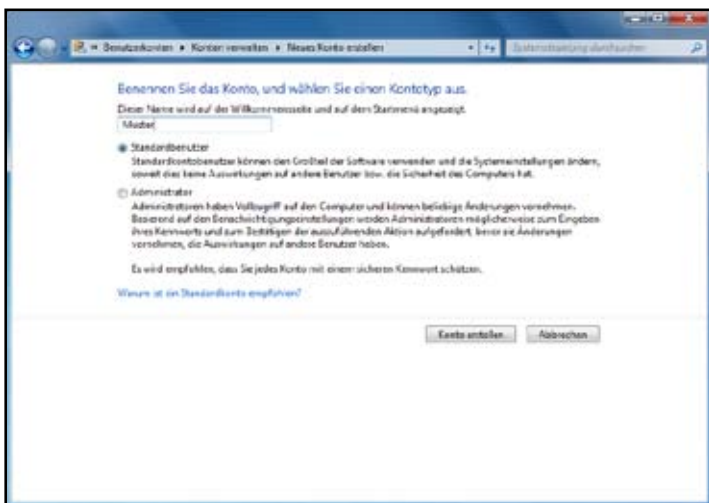 « Benutzerkonten ▸ Konten verwalten ▸ Neues Konto erstellen
Systemsteuerung durchsuchen
Benennen Sie das Konto, und wählen Sie einen Kontotyp aus.
Dieser Name wird auf der Willkommensseite und auf dem Startmenü angezeigt.
Muster
Standardbenutzer
Standardkontobenutzer können den Großteil der Software verwenden und die Systemeinstellungen ändern,
soweit dies keine Auswirkungen auf andere Benutzer bzw. die Sicherheit des Computers hat.
Administrator
Administratoren haben Vollzugriff auf den Computer und können beliebige Änderungen vornehmen.
Basierend auf den Benachrichtigungseinstellungen werden Administratoren möglicherweise zum Eingeben
ihres Kennworts und zum Bestätigen der auszuführenden Aktion aufgefordert, bevor sie Änderungen
vornehmen, die Auswirkungen auf andere Benutzer haben.
Es wird empfohlen, dass Sie jedes Konto mit einem sicheren Kennwort schützen.
Warum ist ein Standardkonto empfohlen?
Konto erstellen
Abbrechen